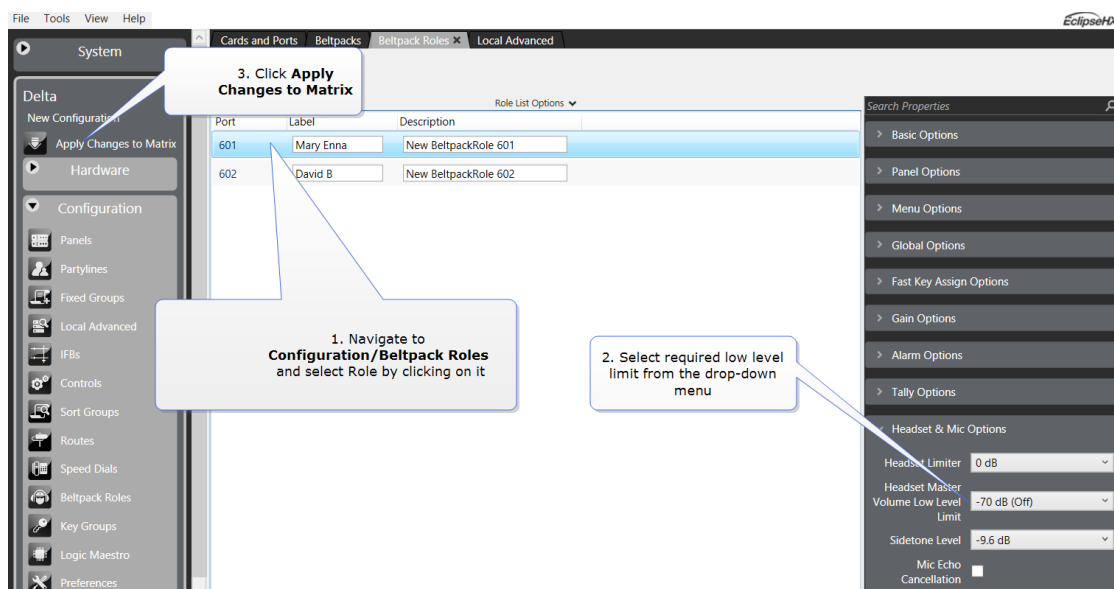 File Tools View Help
EclipseHX
System
Cards and Ports Beltpacks Beltpack Roles × Local Advanced
3. Click Apply
Changes to Matrix
Delta
New Configuration
Apply Changes to Matrix
Hardware
Configuration
Panels
Partylines
Fixed Groups
Local Advanced
IFBs
Controls
Sort Groups
Routes
Speed Dials
Beltpack Roles
Key Groups
Logic Maestro
Preferences
Role List Options
Port Label Description
601 Mary Enna New BeltpackRole 601
602 David B New BeltpackRole 602
1. Navigate to
Configuration/Beltpack Roles
and select Role by clicking on it
2. Select required low level
limit from the drop-down
menu
Search Properties
Basic Options
Panel Options
Menu Options
Global Options
Fast Key Assign Options
Gain Options
Alarm Options
Tally Options
Headset & Mic Options
Headset Limiter 0 dB
Headset Master
Volume Low Level
Limit
-70 dB (Off)
Sidetone Level -9.6 dB
Mic Echo
Cancellation